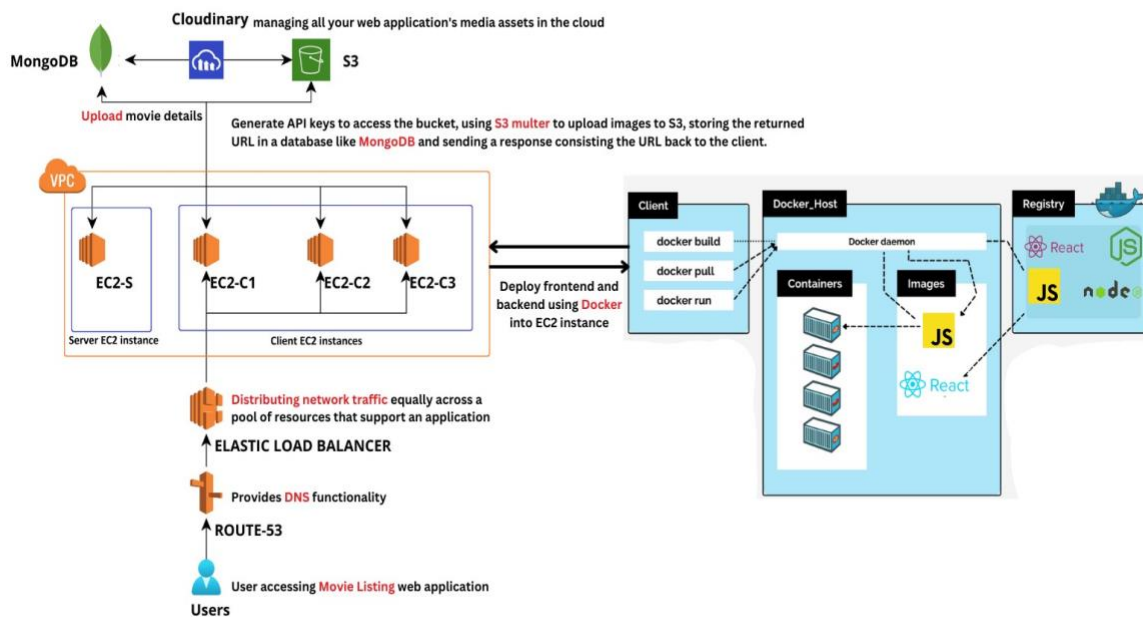 Cloudinary managing all your web application's media assets in the cloud
MongoDB
S3
Upload movie details
Generate API keys to access the bucket, using S3 multer to upload images to S3, storing the returned
URL in a database like MongoDB and sending a response consisting the URL back to the client.
VPC
EC2-S
EC2-C1
EC2-C2
EC2-C3
Server EC2 instance
Client EC2 instances
Deploy frontend and
backend using Docker
into EC2 instance
Client
docker build
docker pull
docker run
Docker_Host
Docker daemon
Containers
Images
JS
React
Registry
React
JS
JS
node
Distributing network traffic equally across a
pool of resources that support an application
ELASTIC LOAD BALANCER
Provides DNS functionality
ROUTE-53
User accessing Movie Listing web application
Users